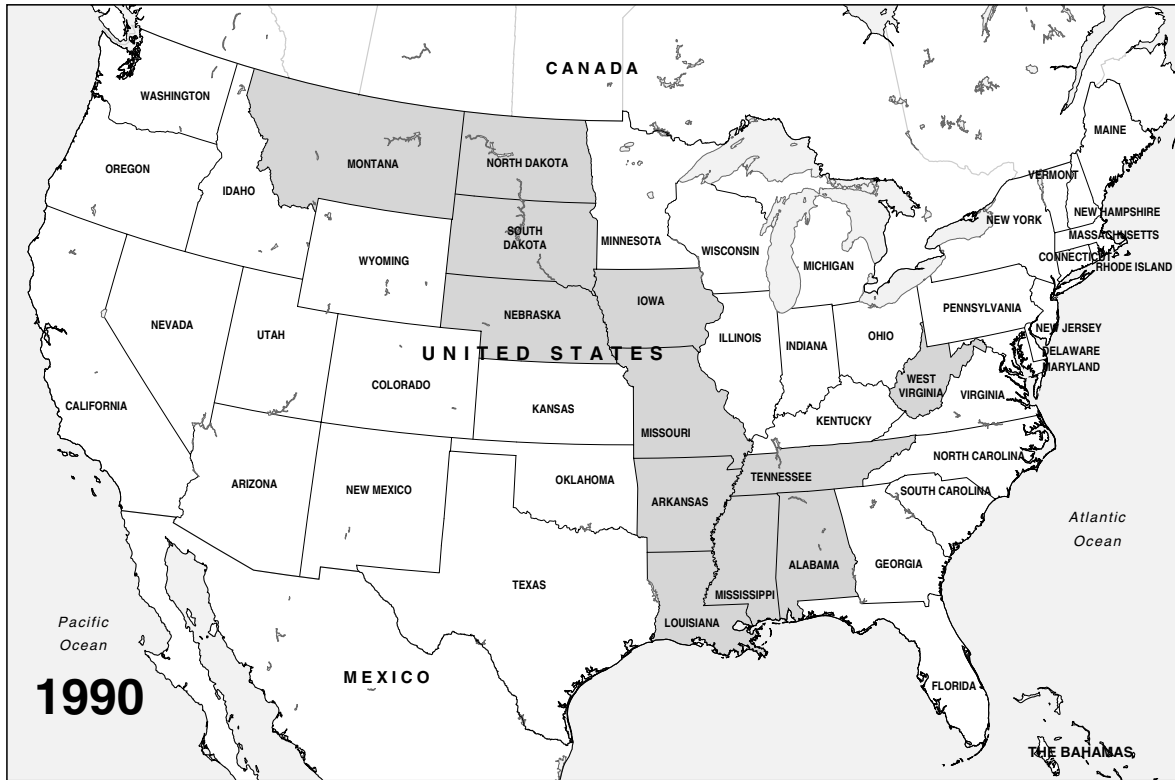 CANADA
WASHINGTON
MAINE
MONTANA
NORTH DAKOTA
OREGON
VERMONT
IDAHO
NEW YORK
NEW HAMPSHIRE
SOUTH
DAKOTA
MINNESOTA
MASSACHUSETTS
WISCONSIN
CONNECTICUT
WYOMING
MICHIGAN
RHODE ISLAND
IOWA
PENNSYLVANIA
NEBRASKA
NEVADA
NEW JERSEY
UTAH
ILLINOIS
INDIANA
OHIO
UNITED STATES
DELAWARE
MARYLAND
COLORADO
WEST
VIRGINIA
VIRGINIA
CALIFORNIA
KANSAS
KENTUCKY
MISSOURI
NORTH CAROLINA
ARIZONA
NEW MEXICO
OKLAHOMA
TENNESSEE
SOUTH CAROLINA
ARKANSAS
Atlantic
Ocean
TEXAS
ALABAMA
GEORGIA
MISSISSIPPI
LOUISIANA
Pacific
Ocean
MEXICO
FLORIDA
1990
THE BAHAMAS